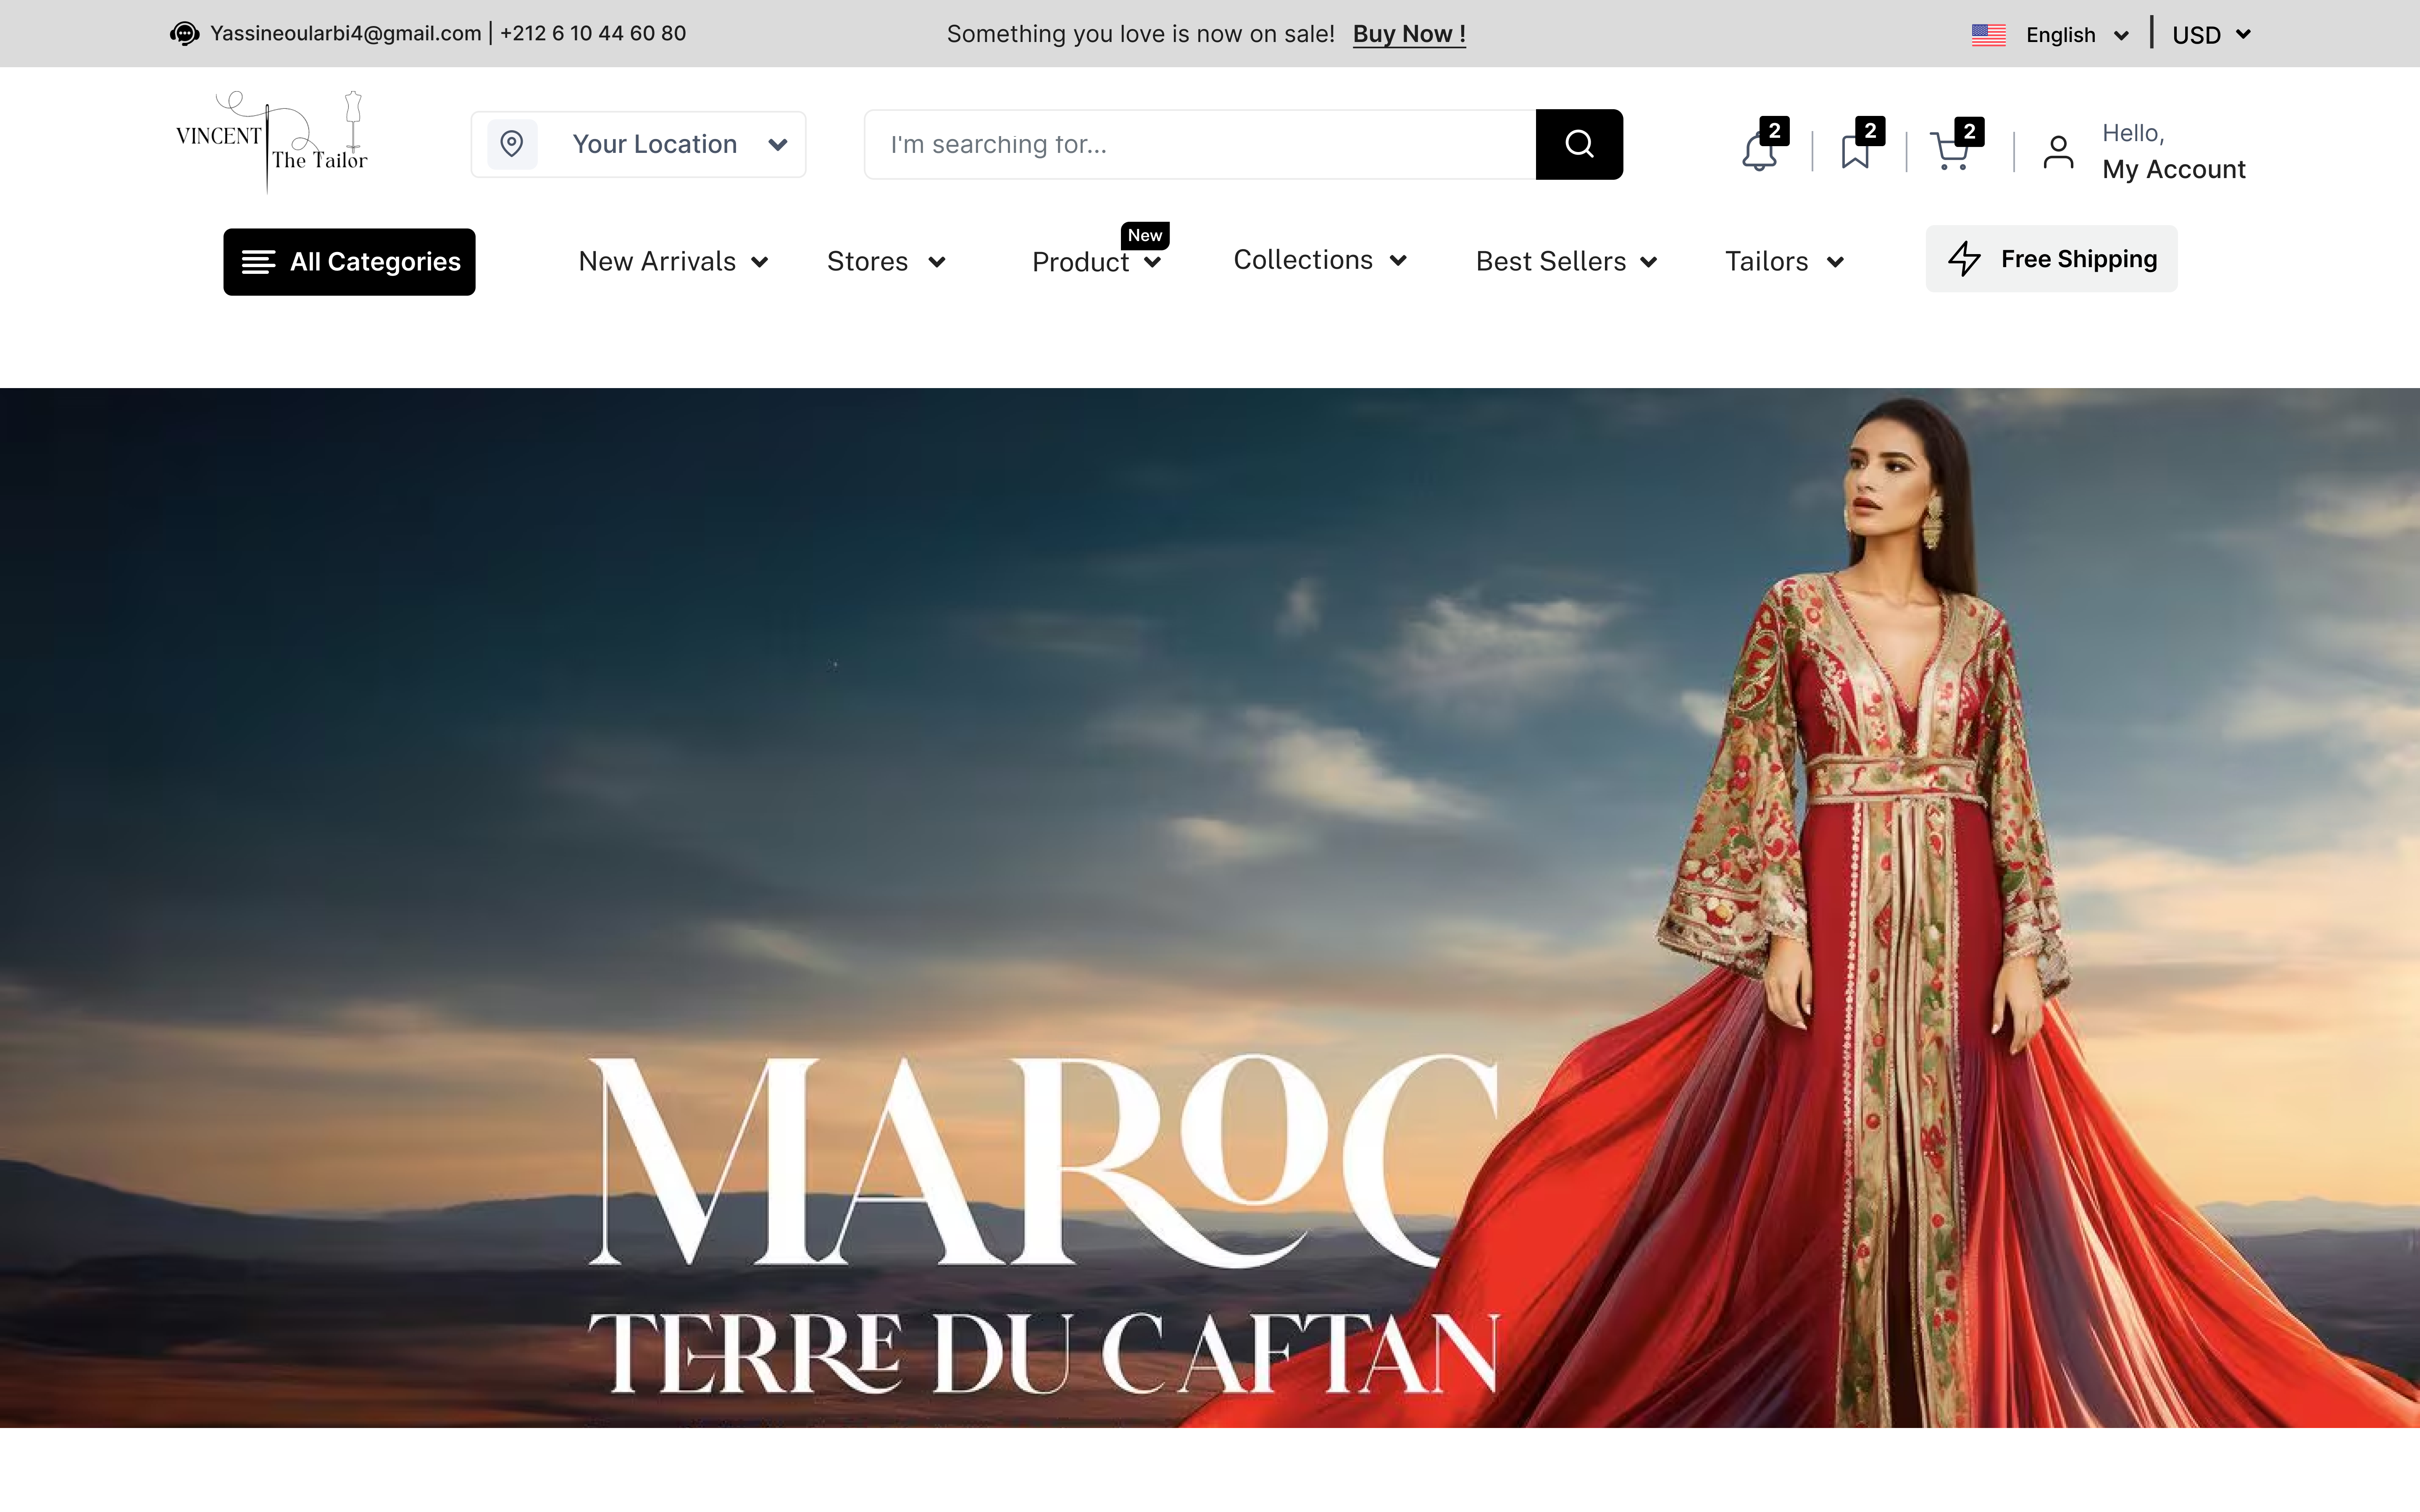 Yassineoularbi4@gmail.com | +212 6 10 44 60 80
Something you love is now on sale! Buy Now !
English
USD
VINCENT
The Tailor
Your Location
I'm searching for...
2
2
2
Hello,
My Account
All Categories
New Arrivals
Stores
Product
New
Collections
Best Sellers
Tailors
Free Shipping
MAROC
TERRE DU CAFTAN